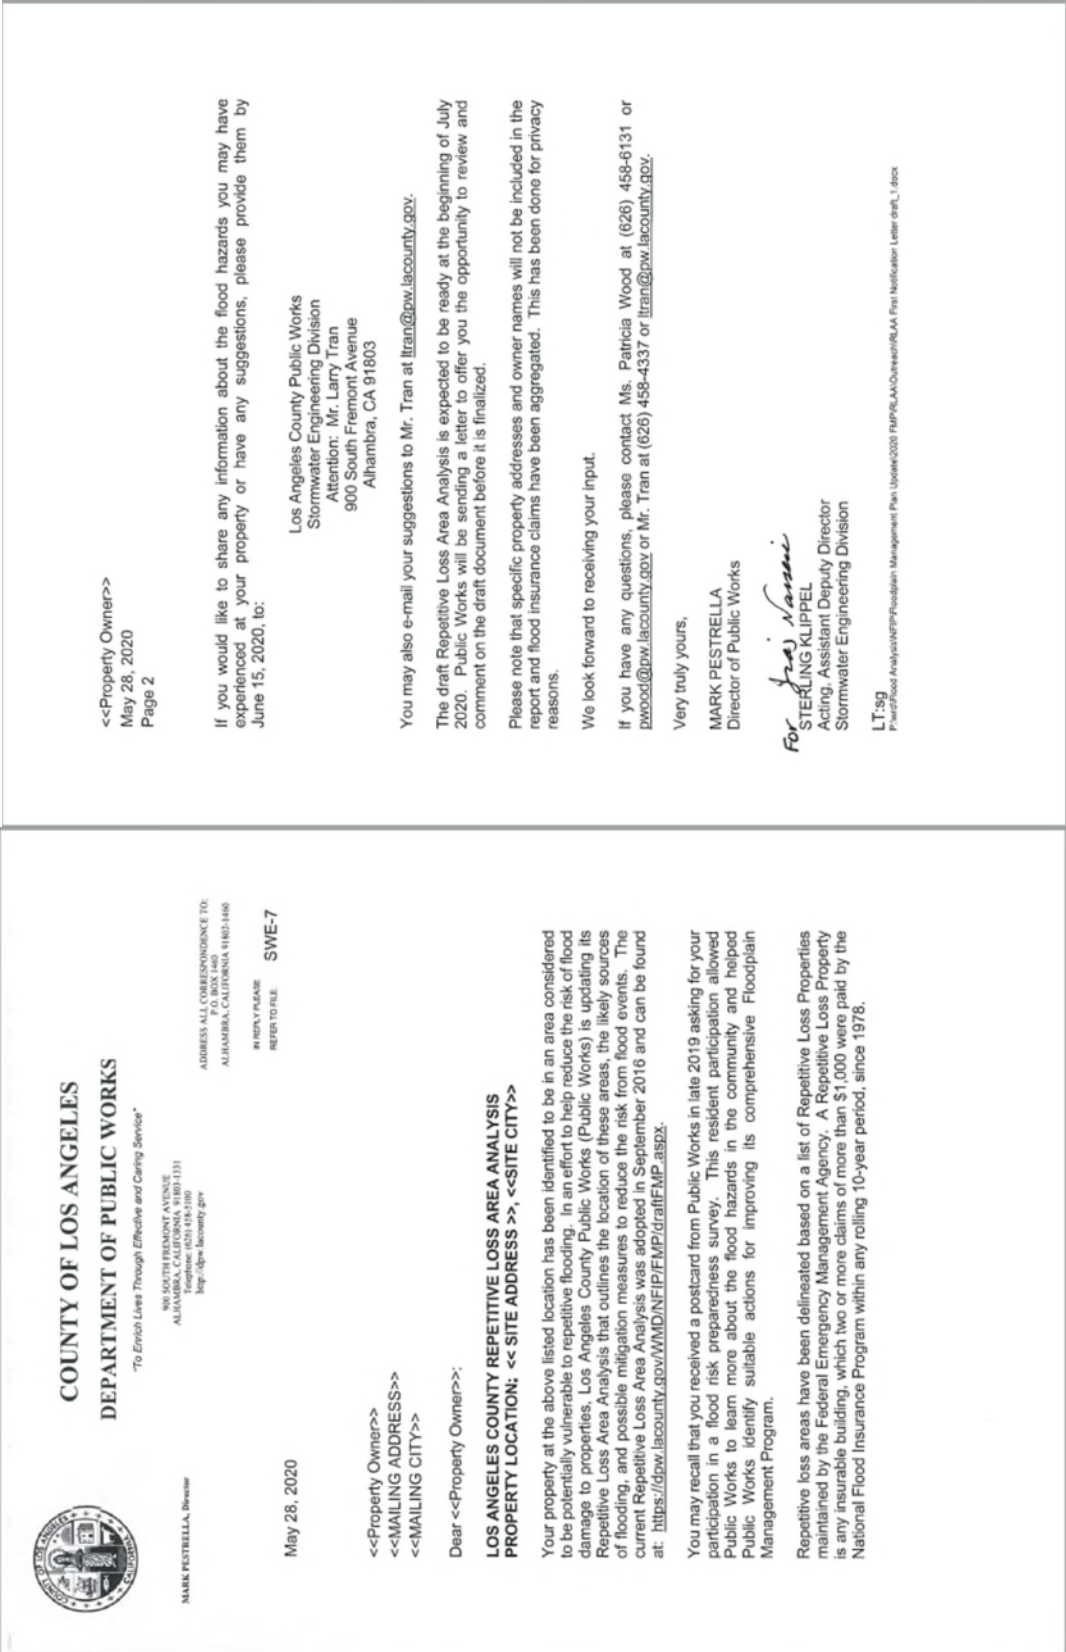 COUNTY OF LOS ANGELES
DEPARTMENT OF PUBLIC WORKS
"To Enrich Lives Through Effective and Caring Service"
MARK PESTRELLA, Director
900 SOUTH FREMONT AVENUE
ALHAMBRA, CALIFORNIA 91803-1331
Telephone: (626) 458-5100
http://dpw.lacounty.gov
ADDRESS ALL CORRESPONDENCE TO:
P.O. BOX 1460
ALHAMBRA, CALIFORNIA 91802-1460
May 28, 2020
IN REPLY PLEASE
REFER TO FILE: SWE-7
<<Property Owner>>
<<MAILING ADDRESS>>
<<MAILING CITY>>
Dear <<Property Owner>>:
LOS ANGELES COUNTY REPETITIVE LOSS AREA ANALYSIS
PROPERTY LOCATION: << SITE ADDRESS >>, <<SITE CITY>>
Your property at the above listed location has been identified to be in an area considered
to be potentially vulnerable to repetitive flooding. In an effort to help reduce the risk of flood
damage to properties, Los Angeles County Public Works (Public Works) is updating its
Repetitive Loss Area Analysis that outlines the location of these areas, the likely sources
of flooding, and possible mitigation measures to reduce the risk from flood events. The
current Repetitive Loss Area Analysis was adopted in September 2016 and can be found
at: https://dpw.lacounty.gov/WMD/NFIP/FMP/draftFMP.aspx.
You may recall that you received a postcard from Public Works in late 2019 asking for your
participation in a flood risk preparedness survey. This resident participation allowed
Public Works to learn more about the flood hazards in the community and helped
Public Works identify suitable actions for improving its comprehensive Floodplain
Management Program.
Repetitive loss areas have been delineated based on a list of Repetitive Loss Properties
maintained by the Federal Emergency Management Agency. A Repetitive Loss Property
is any insurable building, which two or more claims of more than $1,000 were paid by the
National Flood Insurance Program within any rolling 10-year period, since 1978.
<<Property Owner>>
May 28, 2020
Page 2
If you would like to share any information about the flood hazards you may have
experienced at your property or have any suggestions, please provide them by
June 15, 2020, to:
Los Angeles County Public Works
Stormwater Engineering Division
Attention: Mr. Larry Tran
900 South Fremont Avenue
Alhambra, CA 91803
You may also e-mail your suggestions to Mr. Tran at ltran@pw.lacounty.gov.
The draft Repetitive Loss Area Analysis is expected to be ready at the beginning of July
2020. Public Works will be sending a letter to offer you the opportunity to review and
comment on the draft document before it is finalized.
Please note that specific property addresses and owner names will not be included in the
report and flood insurance claims have been aggregated. This has been done for privacy
reasons.
We look forward to receiving your input.
If you have any questions, please contact Ms. Patricia Wood at (626) 458-6131 or
pwood@pw.lacounty.gov or Mr. Tran at (626) 458-4337 or ltran@pw.lacounty.gov.
Very truly yours,
MARK PESTRELLA
Director of Public Works
For
STERLING KLIPPEL
Acting, Assistant Deputy Director
Stormwater Engineering Division
LT:sg
Analysis\NFIP\Floodplain Management Plan Update\2020 FMP\RLAA\Outreach\RLAA First Notification Letter draft_1.docx